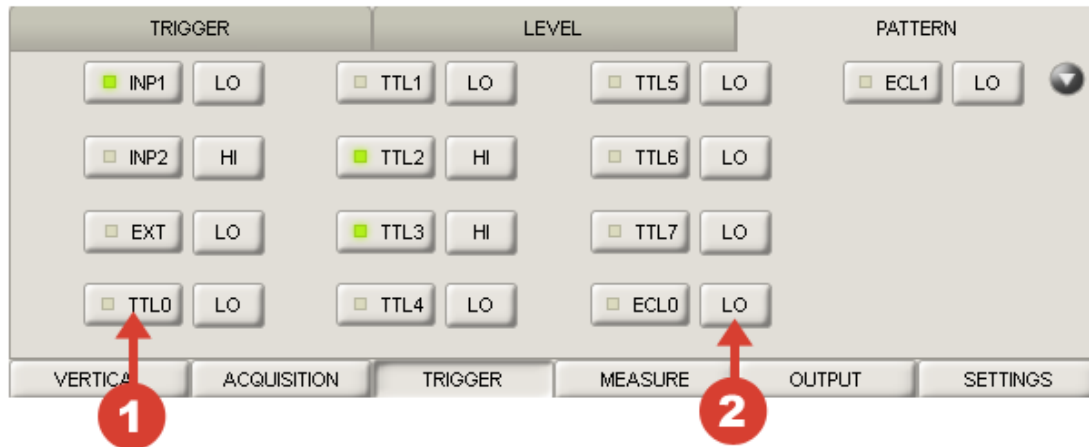 TRIGGER LEVEL PATTERN
INP1 LO TTL1 LO TTL5 LO ECL1 LO
INP2 HI TTL2 HI TTL6 LO
EXT LO TTL3 HI TTL7 LO
TTL0 LO TTL4 LO ECL0 LO
VERTICA ACQUISITION TRIGGER MEASURE OUTPUT SETTINGS
1 2